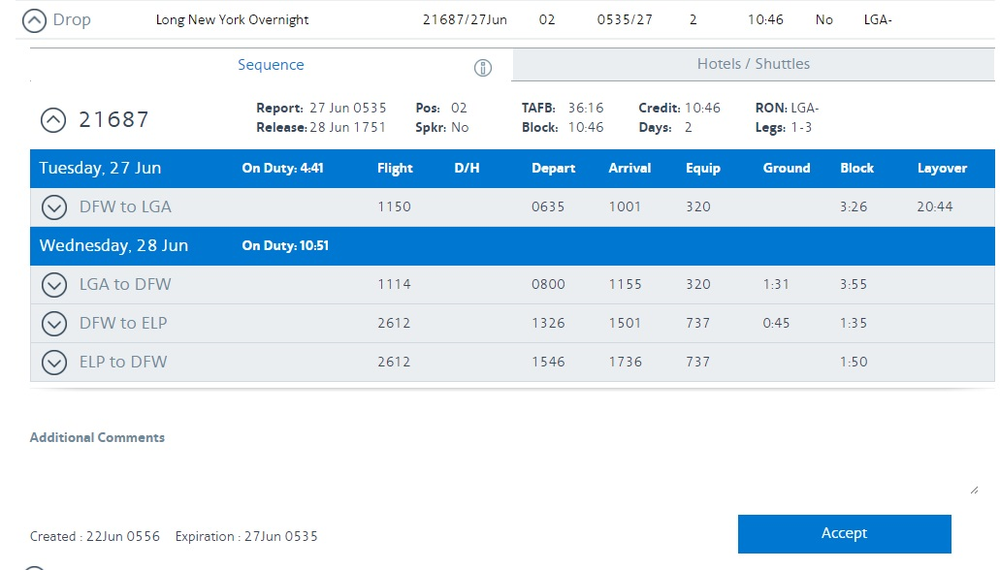 Drop Long New York Overnight 21687/27Jun 02 0535/27 2 10:46 No LGA-
Sequence Hotels / Shuttles
21687
Report: 27 Jun 0535 Pos: 02 TAFB: 36:16 Credit: 10:46 RON: LGA-
Release: 28 Jun 1751 Spkr: No Block: 10:46 Days: 2 Legs: 1-3
Tuesday, 27 Jun On Duty: 4:41 Flight D/H Depart Arrival Equip Ground Block Layover
DFW to LGA 1150 0635 1001 320 3:26 20:44
Wednesday, 28 Jun On Duty: 10:51
LGA to DFW 1114 0800 1155 320 1:31 3:55
DFW to ELP 2612 1326 1501 737 0:45 1:35
ELP to DFW 2612 1546 1736 737 1:50
Additional Comments
Created : 22Jun 0556 Expiration : 27Jun 0535
Accept